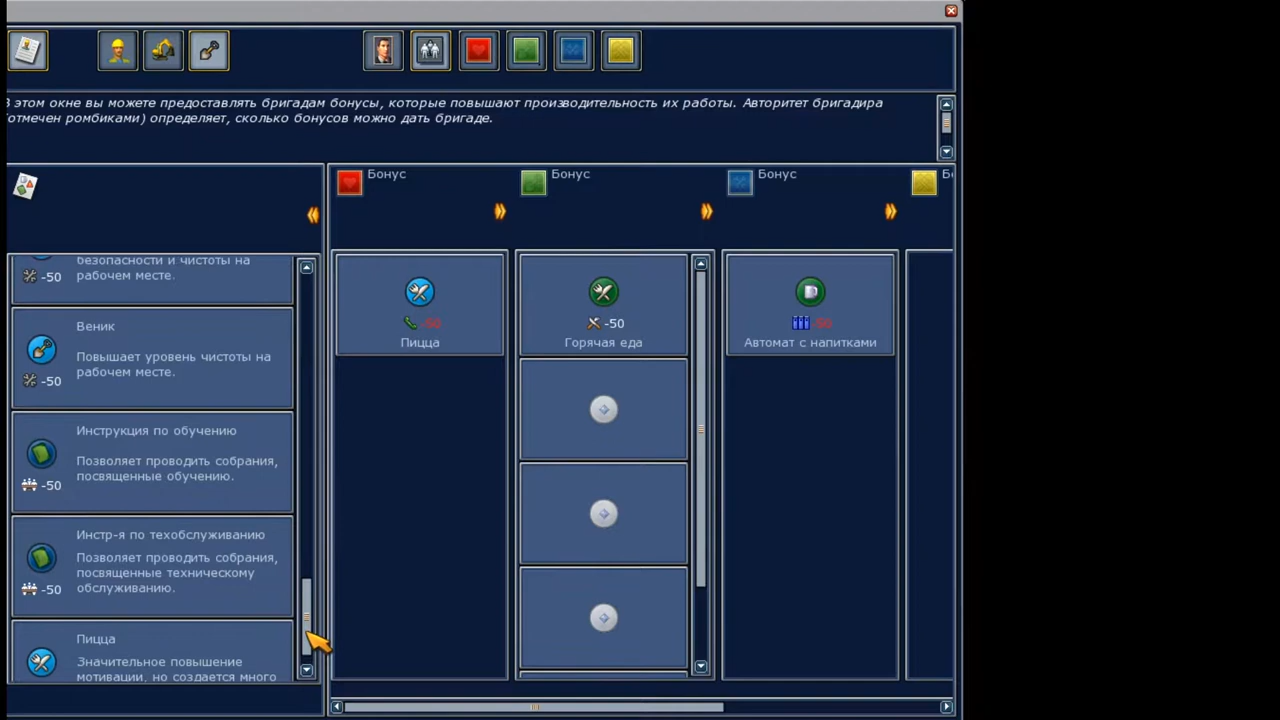 В этом окне вы можете предоставлять бригадам бонусы, которые повышают производительность их работы. Авторитет бригадира
(отмечен ромбиками) определяет, сколько бонусов можно дать бригаде.
Бонус
Бонус
Бонус
безопасности и чистоты на
рабочем месте.
-50
Веник
Повышает уровень чистоты на
рабочем месте.
-50
Инструкция по обучению
Позволяет проводить собрания,
посвященные обучению.
-50
Инстр-я по техобслуживанию
Позволяет проводить собрания,
посвященные техническому
обслуживанию.
-50
Пицца
Значительное повышение
мотивации, но создается много
-50
Пицца
-50
Горячая еда
-50
Автомат с напитками